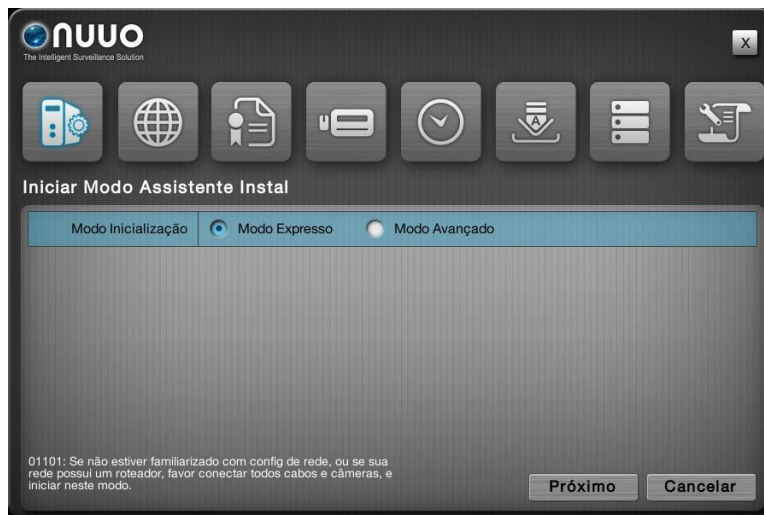 nuuo
The Intelligent Surveillance Solution
X
A
Iniciar Modo Assistente Instal
Modo Inicialização Modo Expresso Modo Avançado
01101: Se não estiver familiarizado com config de rede, ou se sua
rede possui um roteador, favor conectar todos cabos e câmeras, e
iniciar neste modo.
Próximo Cancelar